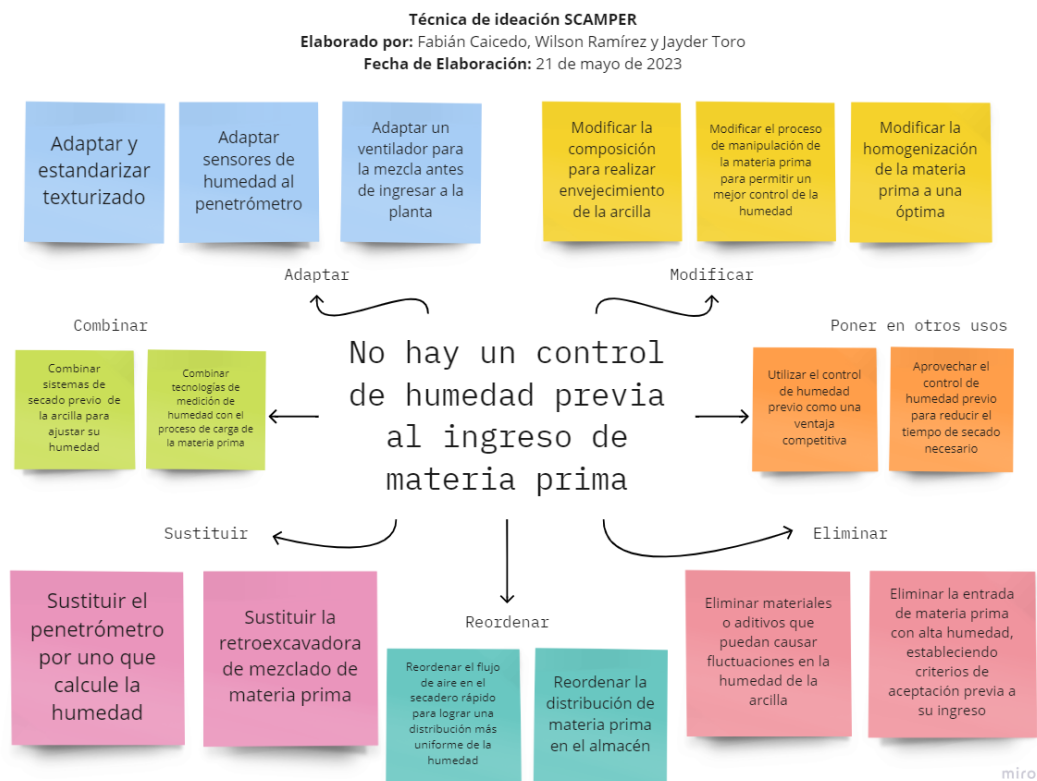 Técnica de ideación SCAMPER
Elaborado por: Fabián Caicedo, Wilson Ramírez y Jayder Toro
Fecha de Elaboración: 21 de mayo de 2023
Adaptar y
estandarizar
texturizado
Adaptar
sensores de
humedad al
penetrómetro
Adaptar un
ventilador para
la mezcla antes
de ingresar a la
planta
Modificar la
composición
para realizar
envejecimiento
de la arcilla
Modificar el proceso
de manipulación de
la materia prima
para permitir un
mejor control de la
humedad
Modificar la
homogenización
de la materia
prima a una
óptima
Adaptar
Modificar
Combinar
Poner en otros usos
Combinar
sistemas de
secado previo de
la arcilla para
ajustar su
humedad
Combinar
tecnologías de
medición de
humedad con el
proceso de carga de
la materia prima
No hay un control
de humedad previa
al ingreso de
materia prima
Utilizar el control
de humedad
previo como una
ventaja
competitiva
Aprovechar el
control de
humedad previo
para reducir el
tiempo de secado
necesario
Sustituir
Eliminar
Sustituir el
penetrómetro
por uno que
calcule la
humedad
Sustituir la
retroexcavadora
de mezclado de
materia prima
Reordenar
Reordenar el flujo
de aire en el
secadero rápido
para lograr una
distribución más
uniforme de la
humedad
Reordenar la
distribución de
materia prima
en el almacén
Eliminar materiales
o aditivos que
puedan causar
fluctuaciones en la
humedad de la
arcilla
Eliminar la entrada
de materia prima
con alta humedad,
estableciendo
criterios de
aceptación previa a
su ingreso
miro